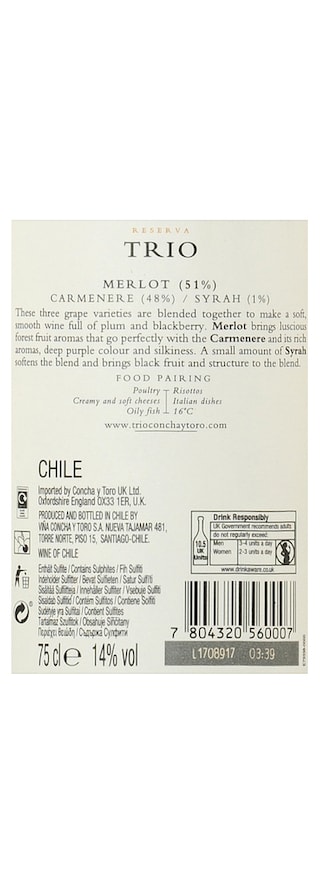 RESERVA
TRIO
MERLOT (51%)
CARMENERE (48%) / SYRAH (1%)
These three grape varieties are blended together to make a soft,
smooth wine full of plum and blackberry. Merlot brings luscious
forest fruit aromas that go perfectly with the Carmenere and its rich
aromas, deep purple colour and silkiness. A small amount of Syrah
softens the blend and brings black fruit and structure to the blend.
FOOD PAIRING
Poultry Risottos
Creamy and soft cheeses Italian dishes
Oily fish 16°C
www.trioconchaytoro.com
CHILE
Imported by Concha y Toro UK Ltd.
Oxfordshire England OX33 1ER, U.K.
PRODUCED AND BOTTLED IN CHILE BY
VIÑA CONCHA Y TORO S.A. NUEVA TAJAMAR 481,
TORRE NORTE, PISO 15, SANTIAGO-CHILE.
WINE OF CHILE
Enthält Sulfite / Contains Sulphites / Fih Sulfiti
Indeholder Sulfitter / Bevat Sulfieten / Satur Sulfīti
Sisältää Sulfiitteja / Innehåller Sulfiter / Vsebuje Sulfiti
Sisaldab Sulfitid / Contém Sulfitos / Contiene Solfiti
Sudėtyje yra Sulfitai / Contient Sulfites
Tartalmaz Szulfitok / Obsahuje Siřičitany
Περιέχει θειώδη / Съдържа Сулфити
75 cl e 14% vol
Drink Responsibly
UK Government recommends adults
do not regularly exceed:
Men 3-4 units a day
Women 2-3 units a day
10.5
UK
Units
www.drinkaware.co.uk
7 804320 560007
L1708917 03:39